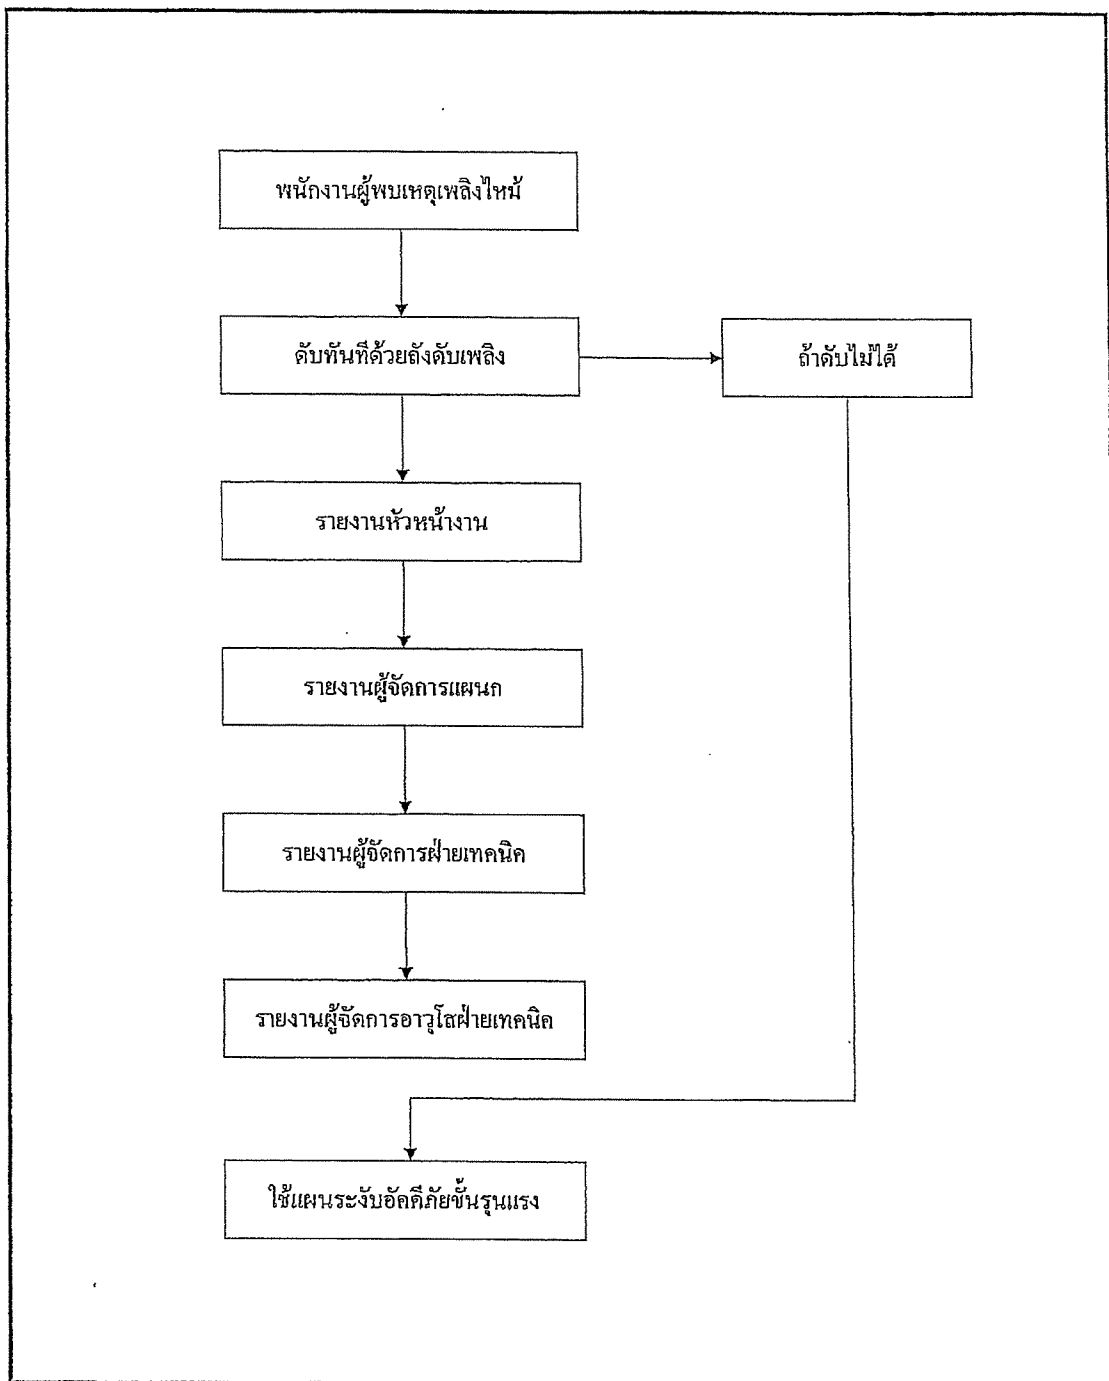 พนักงานผู้พบเหตุเพลิงไหม้
ดับทันทีด้วยถังดับเพลิง
ถ้าดับไม่ได้
รายงานหัวหน้างาน
รายงานผู้จัดการแผนก
รายงานผู้จัดการฝ่ายเทคนิค
รายงานผู้จัดการอาวุโสฝ่ายเทคนิค
ใช้แผนระงับอัคคีภัยขั้นรุนแรง